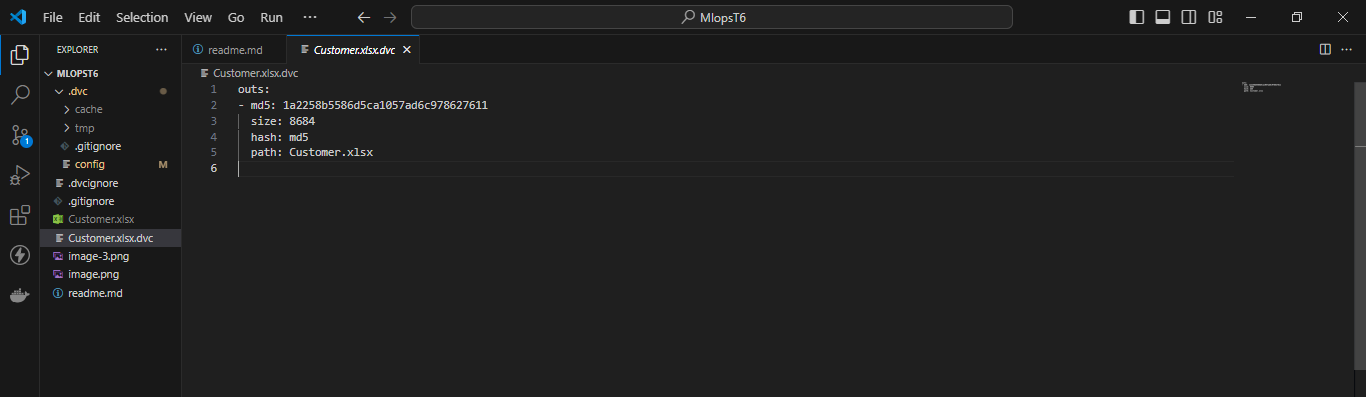 File Edit Selection View Go Run ···
MlopsT6
EXPLORER ···
MLOPST6
.dvc
cache
tmp
.gitignore
config M
.dvcignore
.gitignore
Customer.xlsx
Customer.xlsx.dvc
image-3.png
image.png
readme.md
1
readme.md
Customer.xlsx.dvc
Customer.xlsx.dvc
1 outs:
2 - md5: 1a2258b5586d5ca1057ad6c978627611
3 size: 8684
4 hash: md5
5 path: Customer.xlsx
6